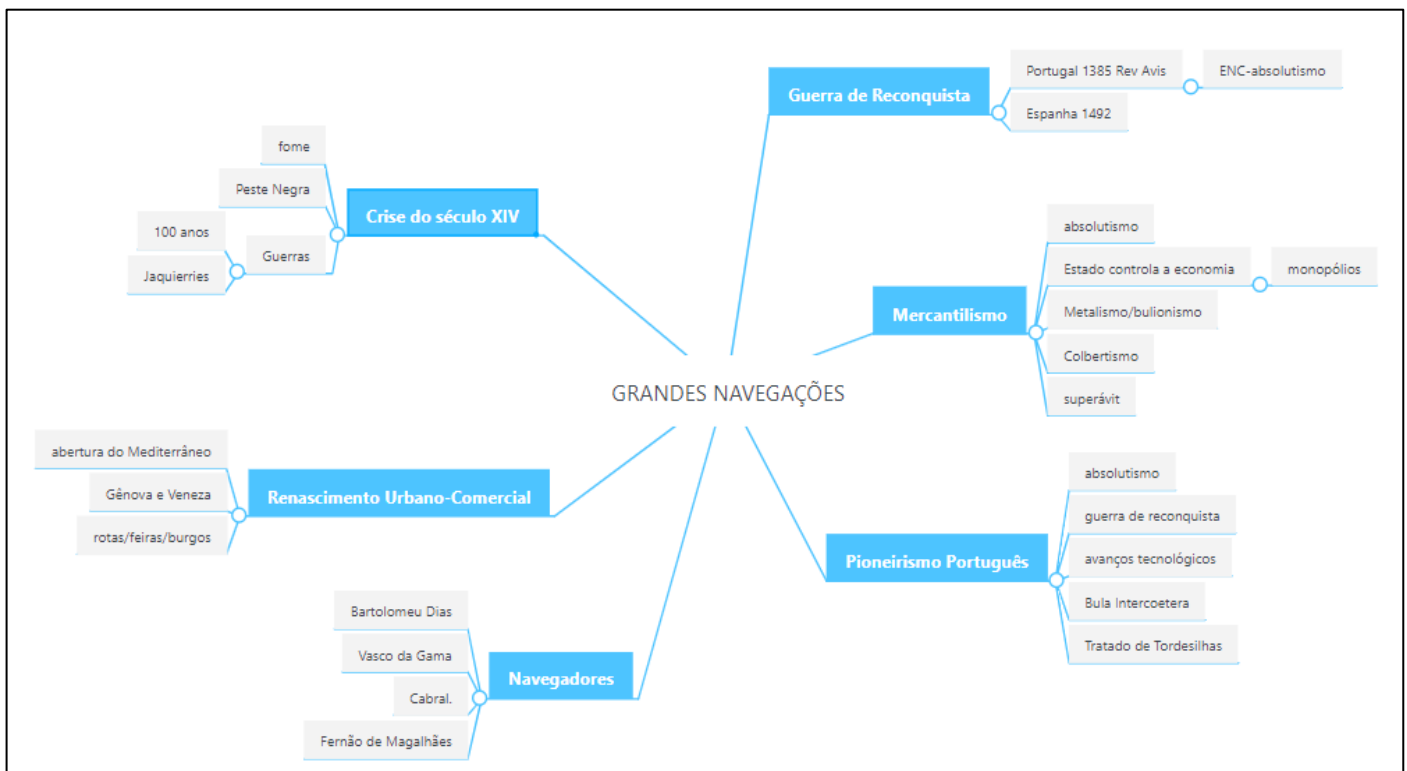 GRANDES NAVEGAÇÕES
Guerra de Reconquista
Portugal 1385 Rev Avis
ENC-absolutismo
Espanha 1492
Mercantilismo
absolutismo
Estado controla a economia
monopólios
Metalismo/bulionismo
Colbertismo
superávit
Pioneirismo Português
absolutismo
guerra de reconquista
avanços tecnológicos
Bula Intercoetera
Tratado de Tordesilhas
Navegadores
Bartolomeu Dias
Vasco da Gama
Cabral.
Fernão de Magalhães
Renascimento Urbano-Comercial
abertura do Mediterrâneo
Gênova e Veneza
rotas/feiras/burgos
Crise do século XIV
fome
Peste Negra
Guerras
100 anos
Jaquierries